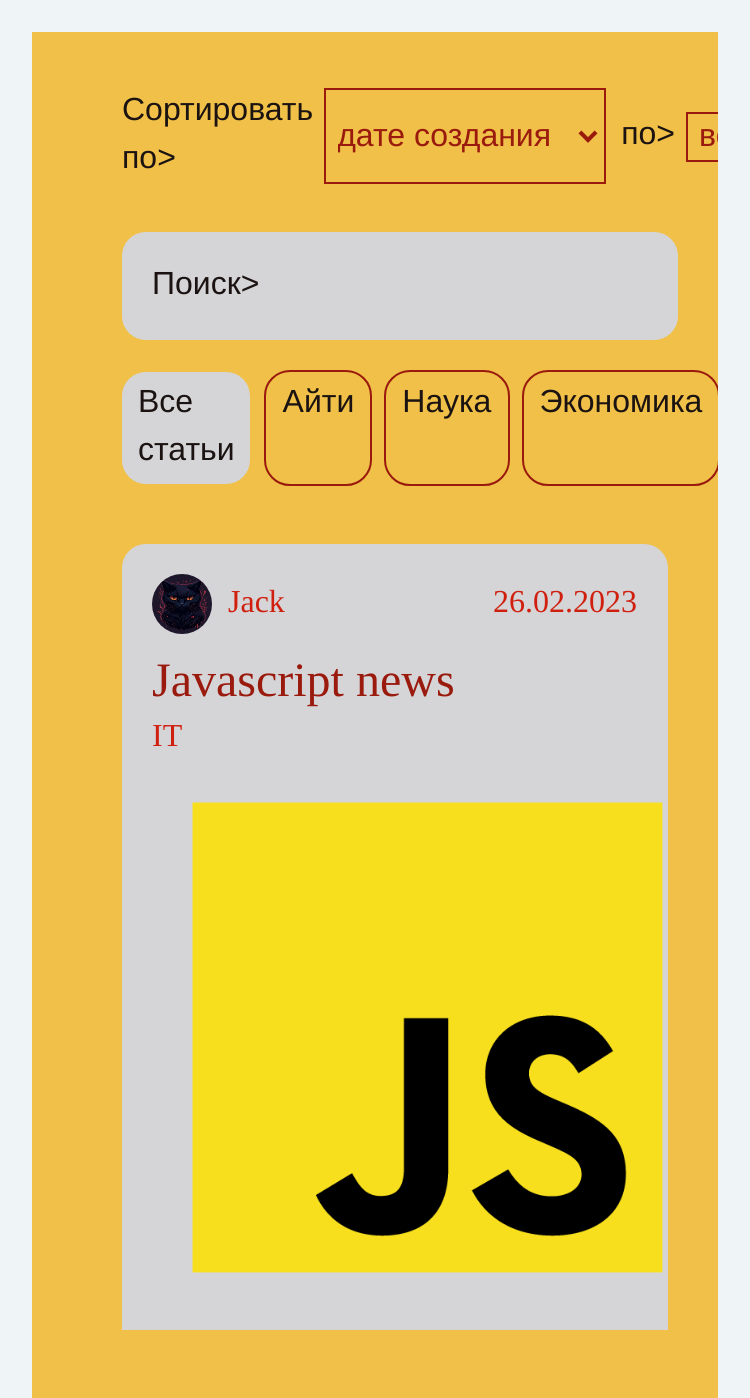 Сортировать
по>
дате создания
по>
Поиск>
Все
статьи
Айти
Наука
Экономика
Jack
26.02.2023
Javascript news
IT
JS